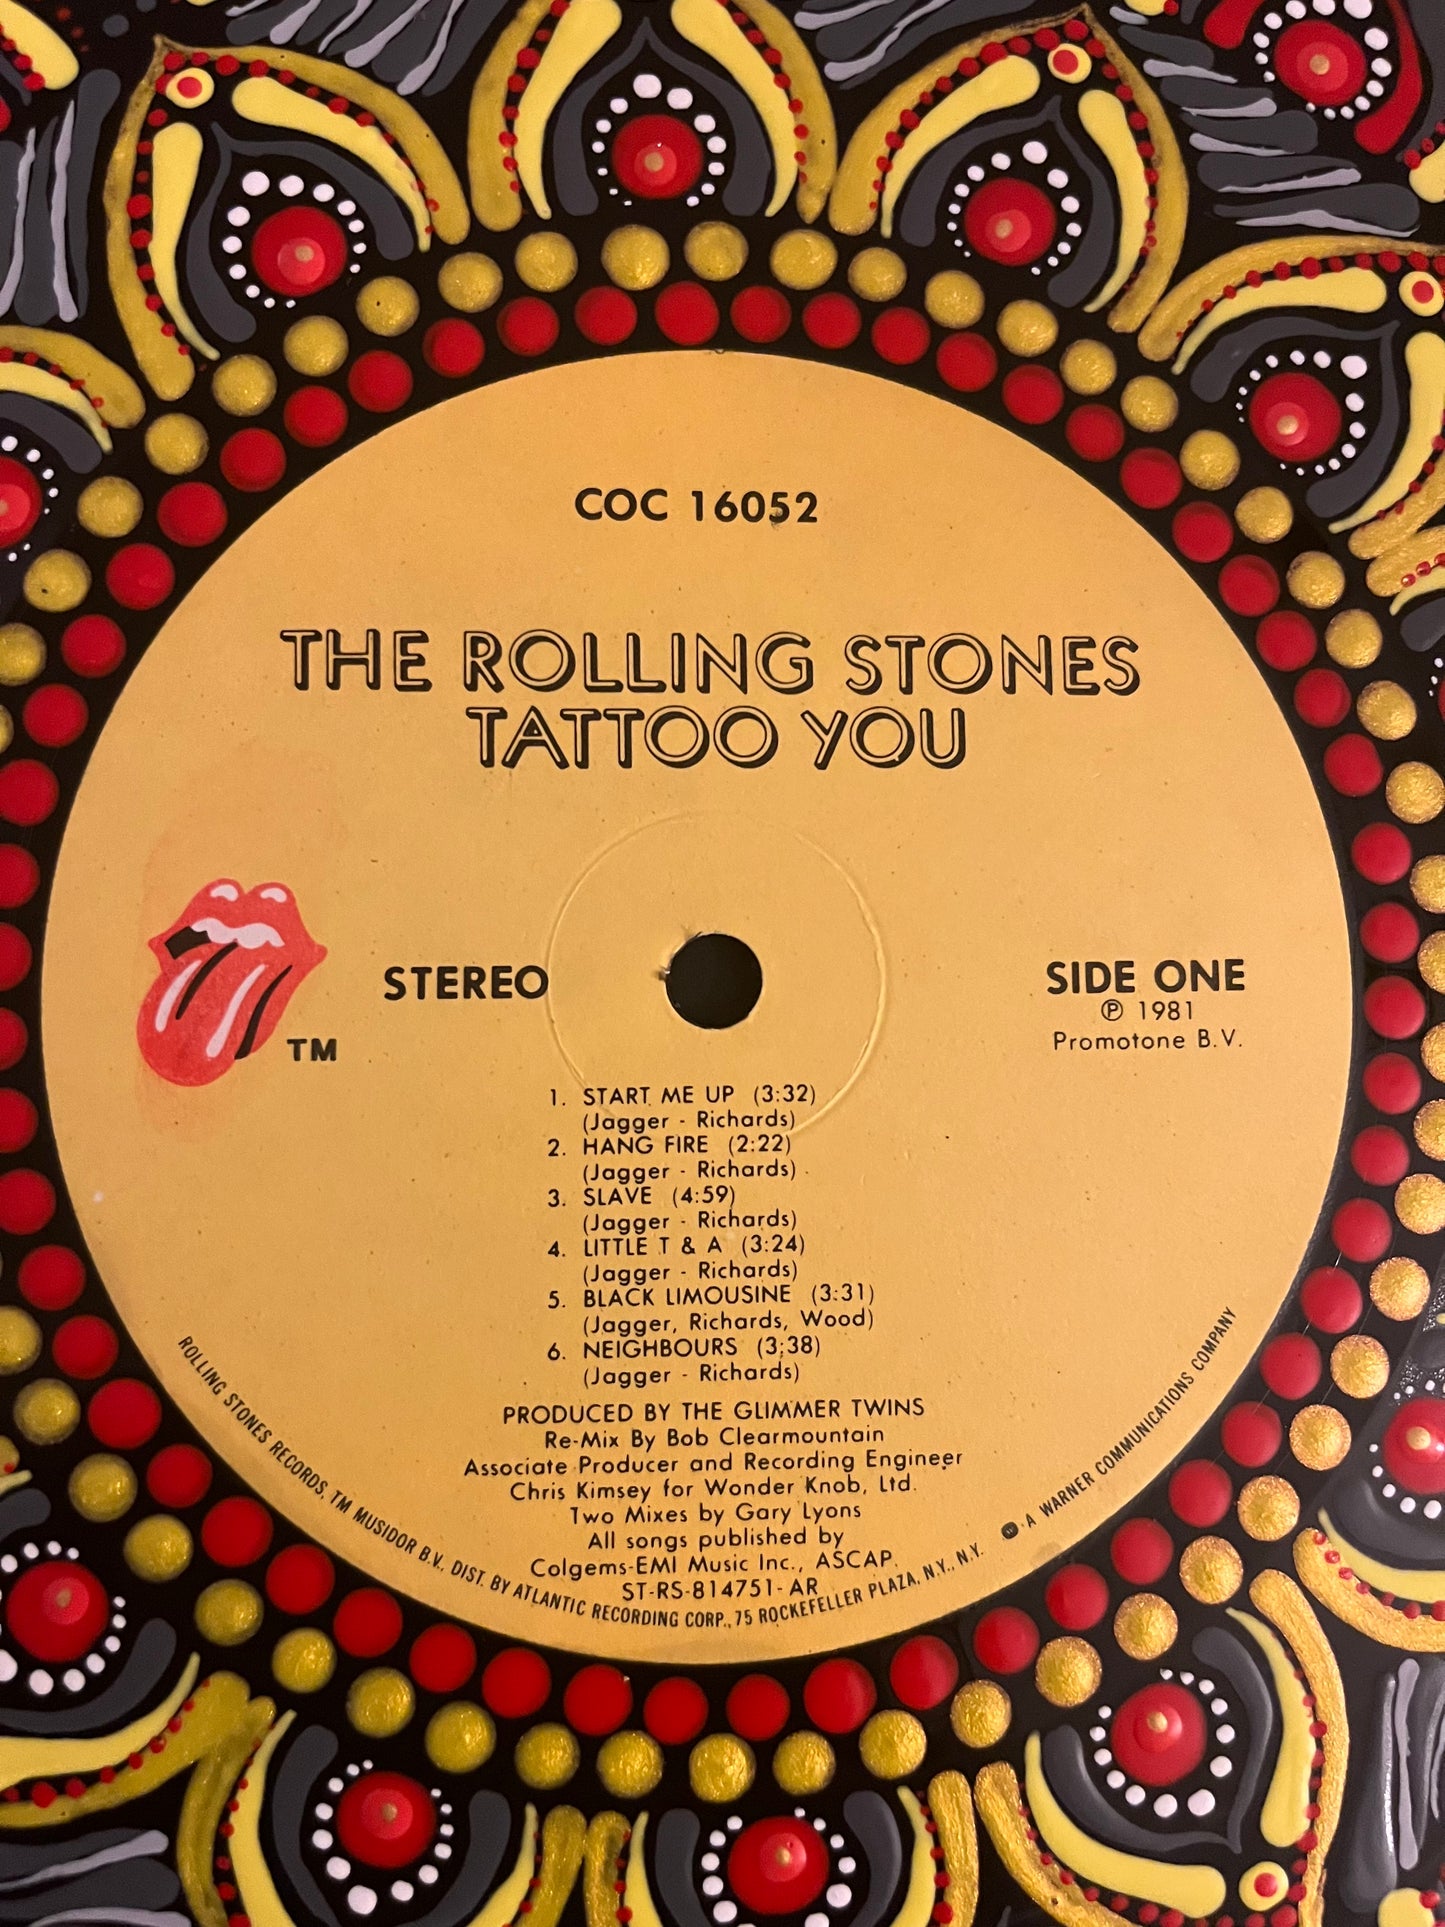 COC 16052
THE ROLLING STONES
TATTOO YOU
STEREO
TM
SIDE ONE
Ⓟ 1981
Promotone B.V.
1. START ME UP (3:32)
(Jagger - Richards)
2. HANG FIRE (2:22)
(Jagger - Richards)
3. SLAVE (4:59)
(Jagger - Richards)
4. LITTLE T & A (3:24)
(Jagger - Richards)
5. BLACK LIMOUSINE (3:31)
(Jagger, Richards, Wood)
6. NEIGHBOURS (3:38)
(Jagger - Richards)
PRODUCED BY THE GLIMMER TWINS
Re-Mix By Bob Clearmountain
Associate Producer and Recording Engineer
Chris Kimsey for Wonder Knob, Ltd.
Two Mixes by Gary Lyons
All songs published by
Colgems-EMI Music Inc., ASCAP.
ST-RS-814751-AR
ROLLING STONES RECORDS, TM MUSIDOR B.V., DIST. BY ATLANTIC RECORDING CORP., 75 ROCKEFELLER PLAZA, N.Y., N.Y. A WARNER COMMUNICATIONS COMPANY